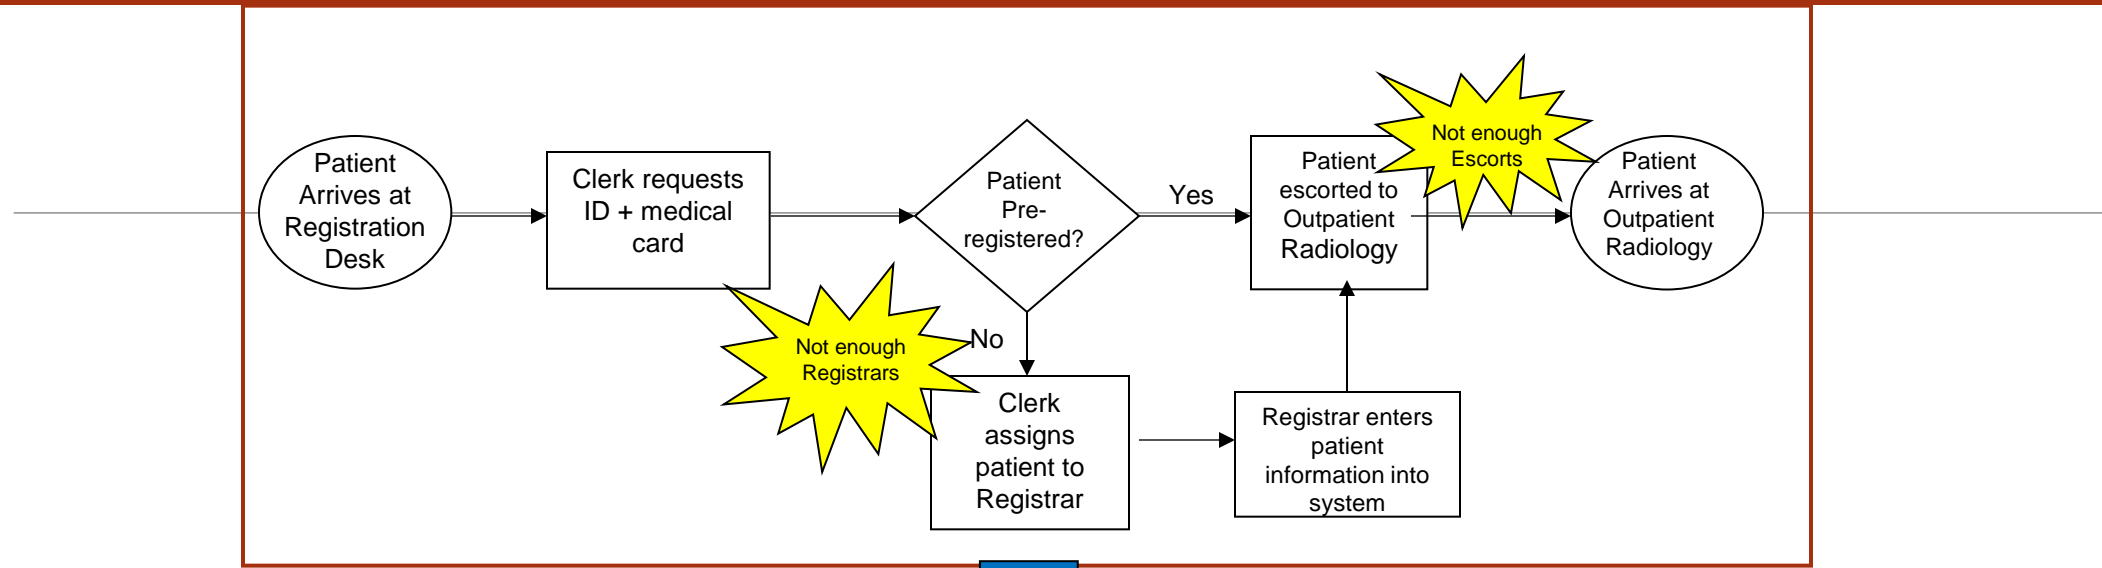 Patient
Arrives at
Registration
Desk
Clerk requests
ID + medical
card
Patient
Pre-
registered?
Yes
Patient
escorted to
Outpatient
Radiology
Not enough
Escorts
Patient
Arrives at
Outpatient
Radiology
Not enough
Registrars
No
Clerk
assigns
patient to
Registrar
Registrar enters
patient
information into
system